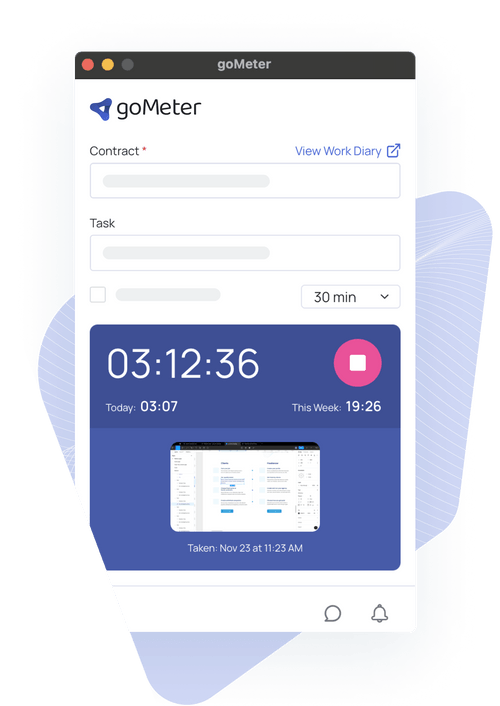 goMeter
goMeter
Contract * View Work Diary
Task
30 min
03:12:36
Today: 03:07 This Week: 19:26
Taken: Nov 23 at 11:23 AM